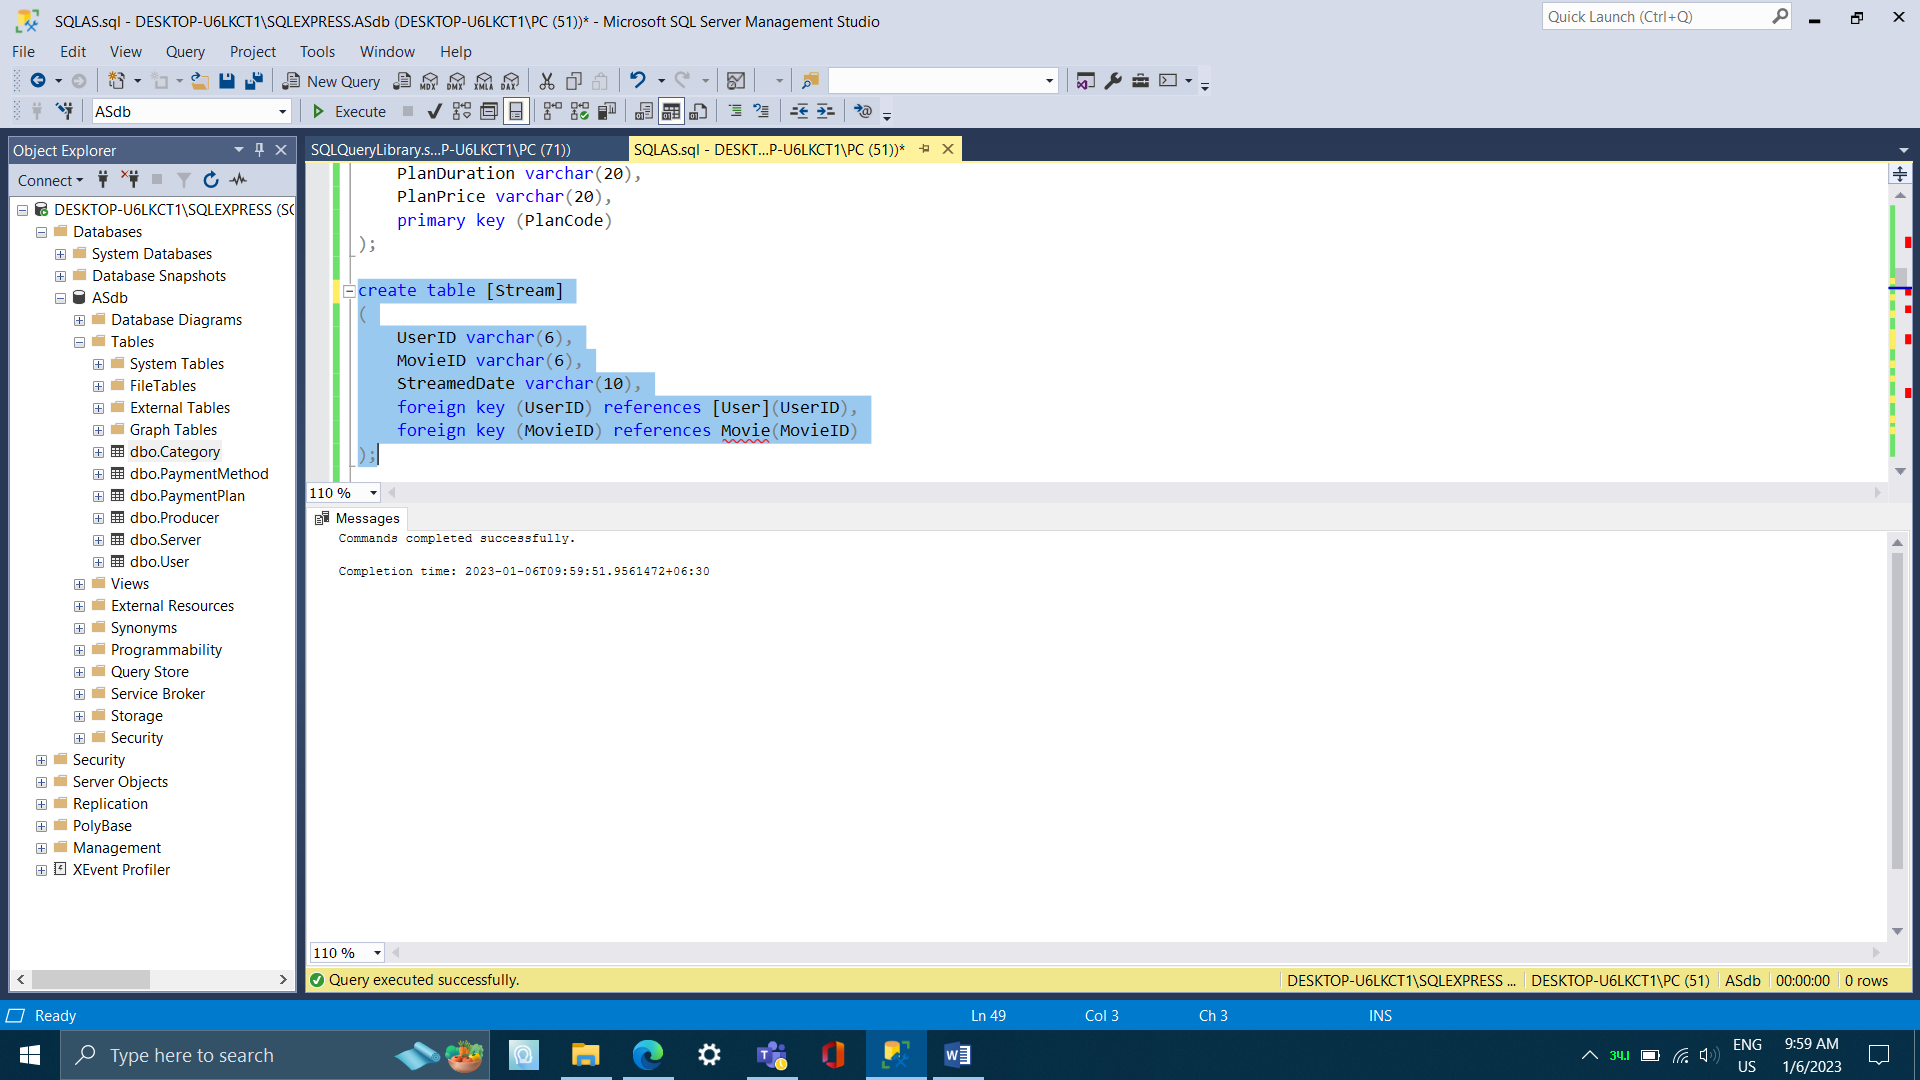 SQLAS.sql - DESKTOP-U6LKCT1\SQLEXPRESS.ASdb (DESKTOP-U6LKCT1\PC (51))* - Microsoft SQL Server Management Studio
Quick Launch (Ctrl+Q)
File Edit View Query Project Tools Window Help
New Query MDX DMX XMLA DAX
ASdb Execute
Object Explorer
SQLQueryLibrary.s...P-U6LKCT1\PC (71))
SQLAS.sql - DESKT...P-U6LKCT1\PC (51))*
Connect
DESKTOP-U6LKCT1\SQLEXPRESS (SQ
Databases
System Databases
Database Snapshots
ASdb
Database Diagrams
Tables
System Tables
FileTables
External Tables
Graph Tables
dbo.Category
dbo.PaymentMethod
dbo.PaymentPlan
dbo.Producer
dbo.Server
dbo.User
Views
External Resources
Synonyms
Programmability
Query Store
Service Broker
Storage
Security
Security
Server Objects
Replication
PolyBase
Management
XEvent Profiler
PlanDuration varchar(20),
PlanPrice varchar(20),
primary key (PlanCode)
);
create table [Stream]
(
UserID varchar(6),
MovieID varchar(6),
StreamedDate varchar(10),
foreign key (UserID) references [User](UserID),
foreign key (MovieID) references Movie(MovieID)
);
110 %
Messages
Commands completed successfully.
Completion time: 2023-01-06T09:59:51.9561472+06:30
110 %
Query executed successfully.
DESKTOP-U6LKCT1\SQLEXPRESS ... DESKTOP-U6LKCT1\PC (51) ASdb 00:00:00 0 rows
Ready Ln 49 Col 3 Ch 3 INS
Type here to search
ENG
US
9:59 AM
1/6/2023